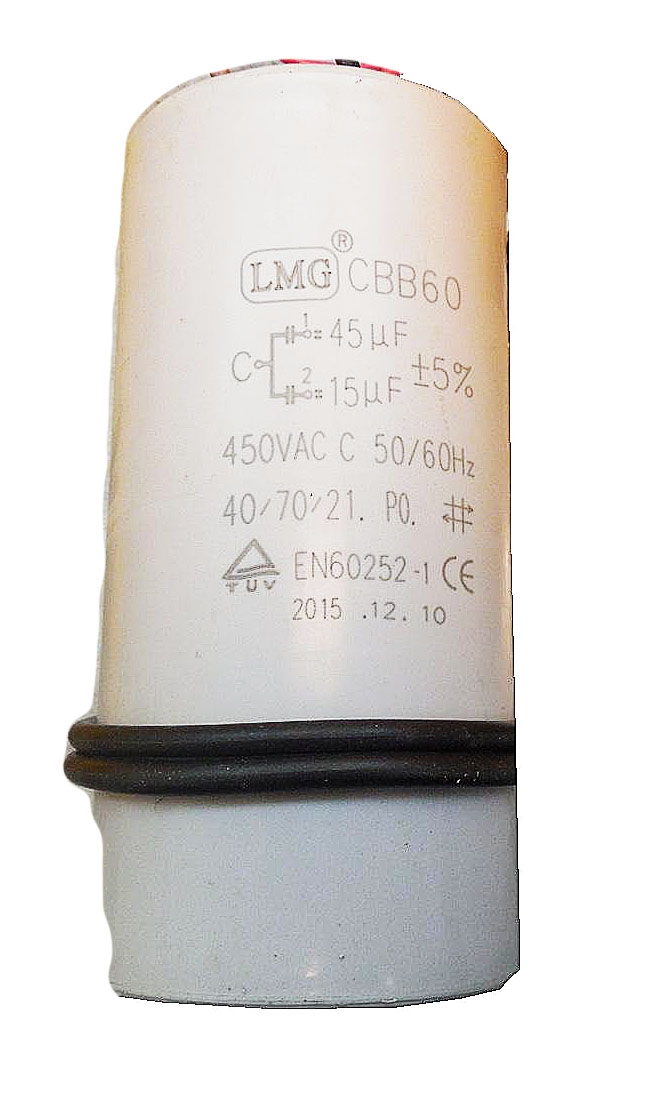 LMG® CBB60
C 1 = 45µF
2 = 15µF ±5%
450VAC C 50/60Hz
40/70/21. P0.
TUV EN60252-1 CE
2015 .12. 10